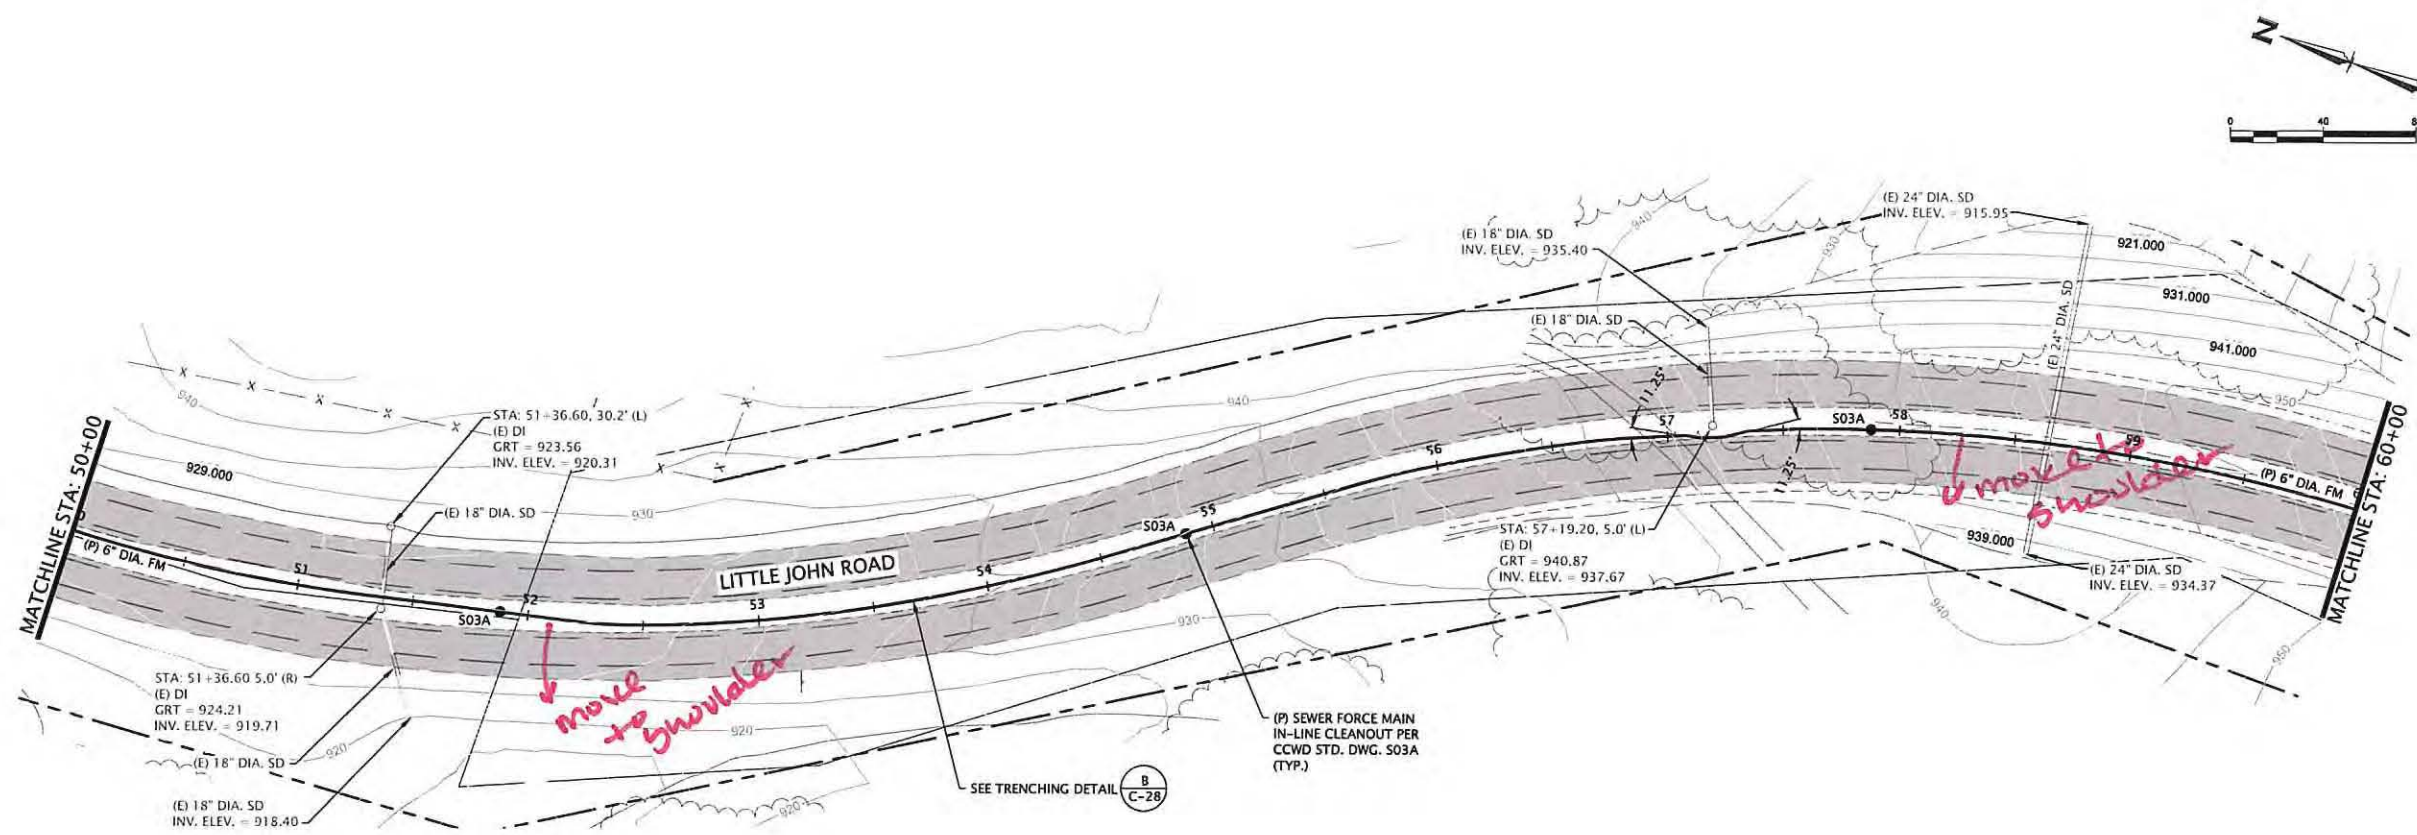 N
0 40
(E) 24" DIA. SD
INV. ELEV. = 915.95
(E) 18" DIA. SD
INV. ELEV. = 935.40
(E) 18" DIA. SD
940
930
921.000
931.000
941.000
(E) 24" DIA. SD
950
MATCHLINE STA: 50+00
940
929.000
STA: 51+36.60, 30.2' (L)
(E) DI
GRT = 923.56
INV. ELEV. = 920.31
(E) 18" DIA. SD
930
940
X X X X X X X X
11.25'
11.25'
(P) 6" DIA. FM
51
S03A
52
53
LITTLE JOHN ROAD
54
S03A
55
56
57
S03A
58
59
(P) 6" DIA. FM
MATCHLINE STA: 60+00
move to
shoulder
STA: 57+19.20, 5.0' (L)
(E) DI
GRT = 940.87
INV. ELEV. = 937.67
939.000
(E) 24" DIA. SD
INV. ELEV. = 934.37
940
950
930
STA: 51+36.60 5.0' (R)
(E) DI
GRT = 924.21
INV. ELEV. = 919.71
920
(E) 18" DIA. SD
(E) 18" DIA. SD
INV. ELEV. = 918.40
move
to
shoulder
920
920
SEE TRENCHING DETAIL
B
C-28
(P) SEWER FORCE MAIN
IN-LINE CLEANOUT PER
CCWD STD. DWG. S03A
(TYP.)